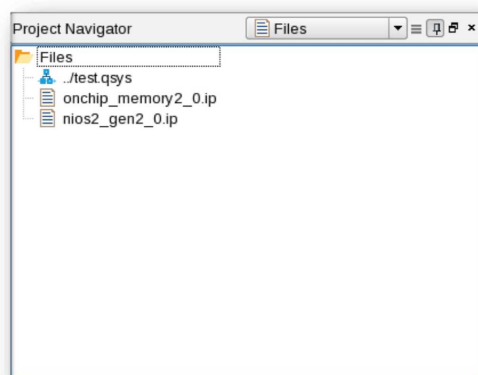 Project Navigator Files
Files
../test.qsys
onchip_memory2_0.ip
nios2_gen2_0.ip